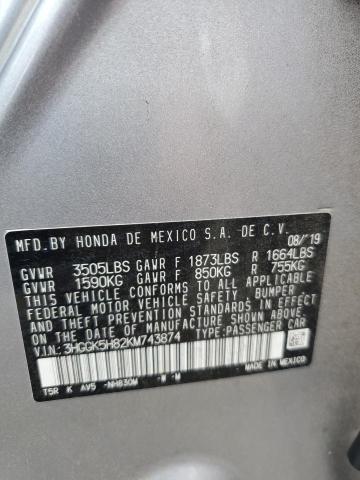 MFD.BY HONDA DE MEXICO S.A. DE C.V.
08/'19
GVWR 3505LBS GAWR F 1873LBS R 1664LBS
GVWR 1590KG GAWR F 850KG R 755KG
THIS VEHICLE CONFORMS TO ALL APPLICABLE
FEDERAL MOTOR VEHICLE SAFETY, BUMPER
AND THEFT PREVENTION STANDARDS IN EFFECT
ON THE DATE OF MANUFACTURE SHOWN ABOVE.
V.I.N.: 3HGGK5H82KM743874 TYPE:PASSENGER CAR
T5R K AV5 -NH830M -W -M
MADE IN MEXICO